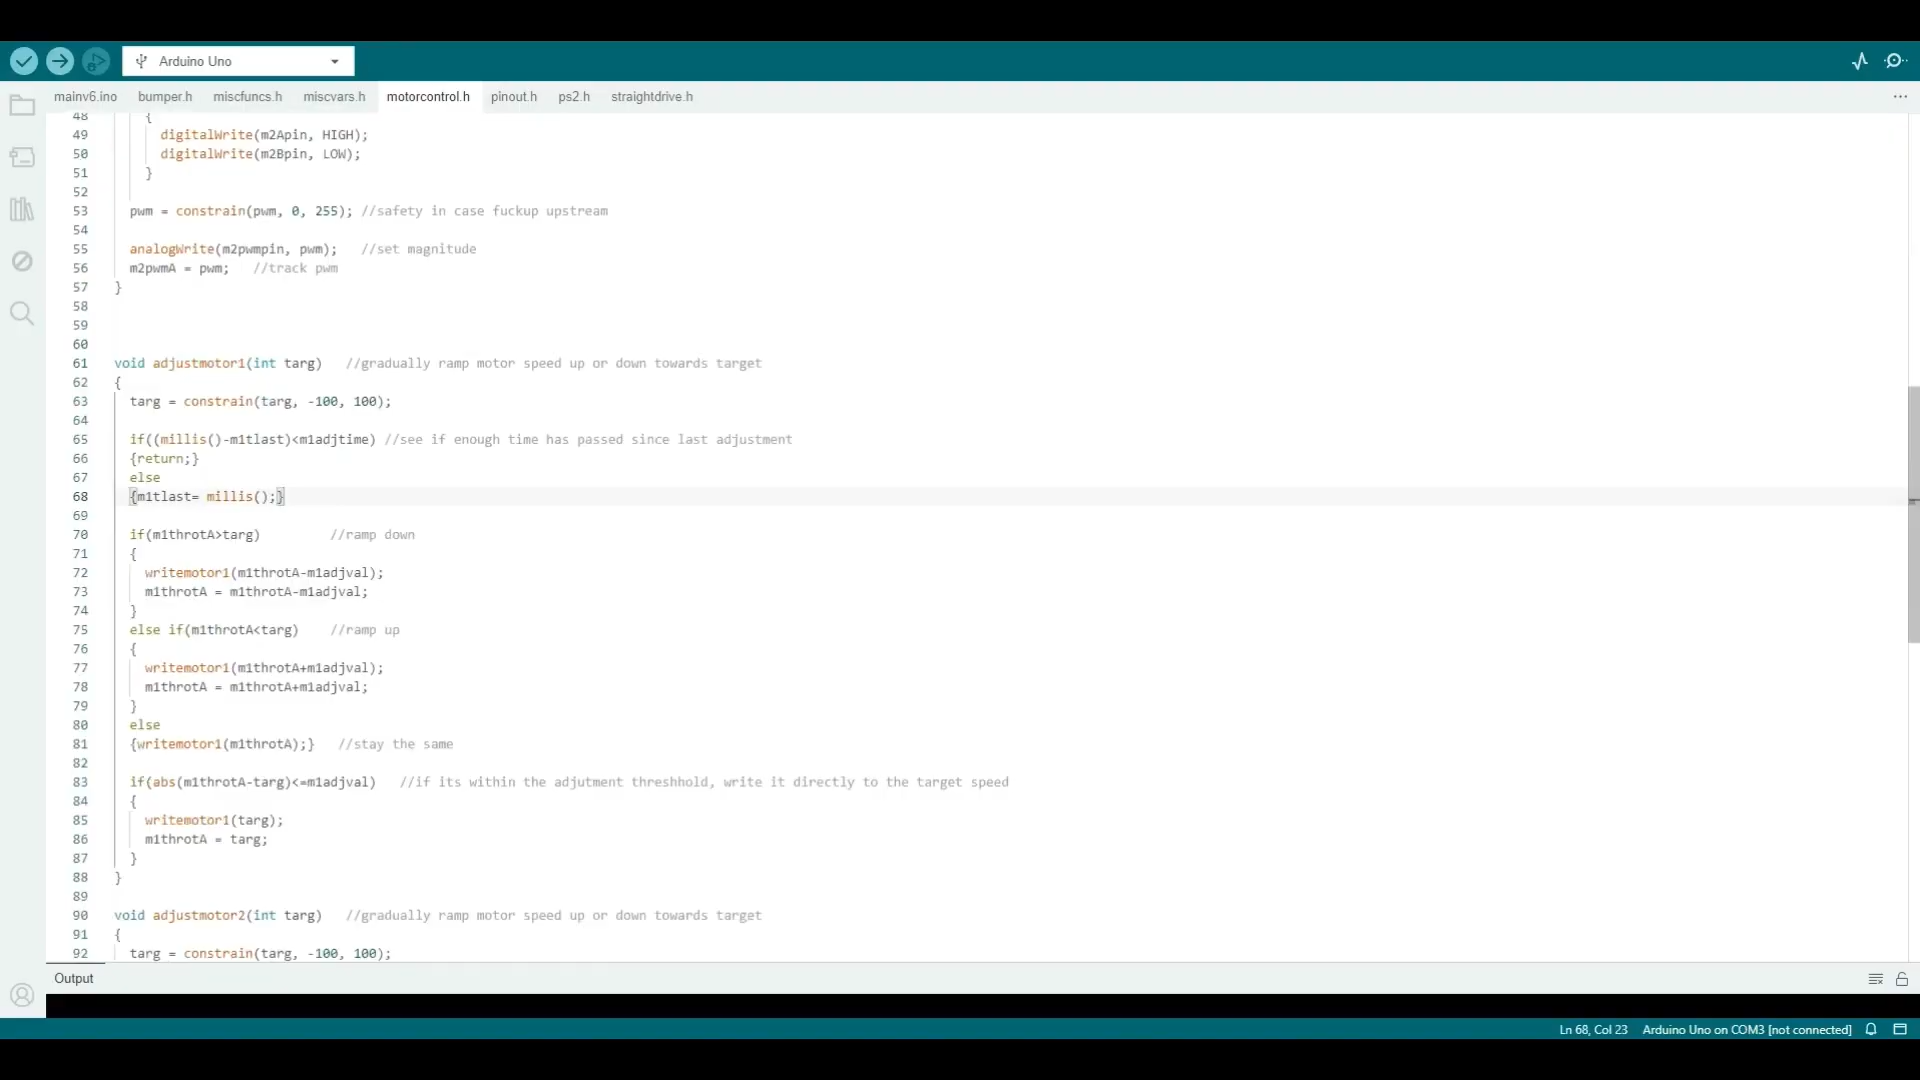 Arduino Uno
mainv6.ino bumper.h miscfuncs.h miscvars.h motorcontrol.h pinout.h ps2.h straightdrive.h ...
48 {
49 digitalWrite(m2Apin, HIGH);
50 digitalWrite(m2Bpin, LOW);
51 }
52
53 pwm = constrain(pwm, 0, 255); //safety in case fuckup upstream
54
55 analogWrite(m2pwmpin, pwm); //set magnitude
56 m2pwmA = pwm; //track pwm
57 }
58
59
60
61 void adjustmotor1(int targ) //gradually ramp motor speed up or down towards target
62 {
63 targ = constrain(targ, -100, 100);
64
65 if((millis()-m1tlast)<m1adjtime) //see if enough time has passed since last adjustment
66 {return;}
67 else
68 {m1tlast= millis();}
69
70 if(m1throtA>targ) //ramp down
71 {
72 writemotor1(m1throtA-m1adjval);
73 m1throtA = m1throtA-m1adjval;
74 }
75 else if(m1throtA<targ) //ramp up
76 {
77 writemotor1(m1throtA+m1adjval);
78 m1throtA = m1throtA+m1adjval;
79 }
80 else
81 {writemotor1(m1throtA);} //stay the same
82
83 if(abs(m1throtA-targ)<=m1adjval) //if its within the adjutment threshhold, write it directly to the target speed
84 {
85 writemotor1(targ);
86 m1throtA = targ;
87 }
88 }
89
90 void adjustmotor2(int targ) //gradually ramp motor speed up or down towards target
91 {
92 targ = constrain(targ, -100, 100);
Output
Ln 68, Col 23 Arduino Uno on COM3 [not connected]